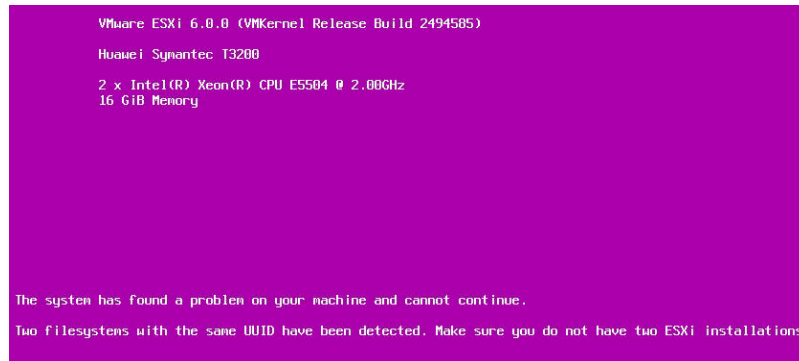 VMware ESXi 6.0.0 (VMKernel Release Build 2494585)
Huawei Symantec T3200
2 x Intel(R) Xeon(R) CPU E5504 @ 2.00GHz
16 GiB Memory
The system has found a problem on your machine and cannot continue.
Two filesystems with the same UUID have been detected. Make sure you do not have two ESXi installations